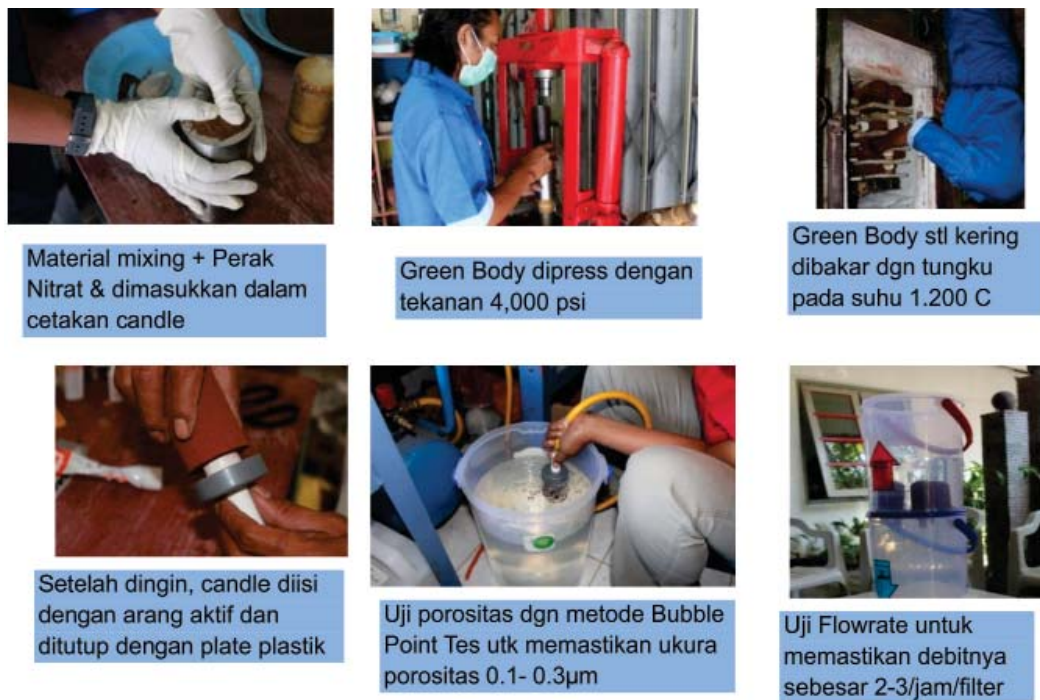 Material mixing + Perak
Nitrat & dimasukkan dalam
cetakan candle
Green Body dipress dengan
tekanan 4,000 psi
Green Body stl kering
dibakar dgn tungku
pada suhu 1.200 C
Setelah dingin, candle diisi
dengan arang aktif dan
ditutup dengan plate plastik
Uji porositas dgn metode Bubble
Point Tes utk memastikan ukura
porositas 0.1- 0.3µm
Uji Flowrate untuk
memastikan debitnya
sebesar 2-3/jam/filter